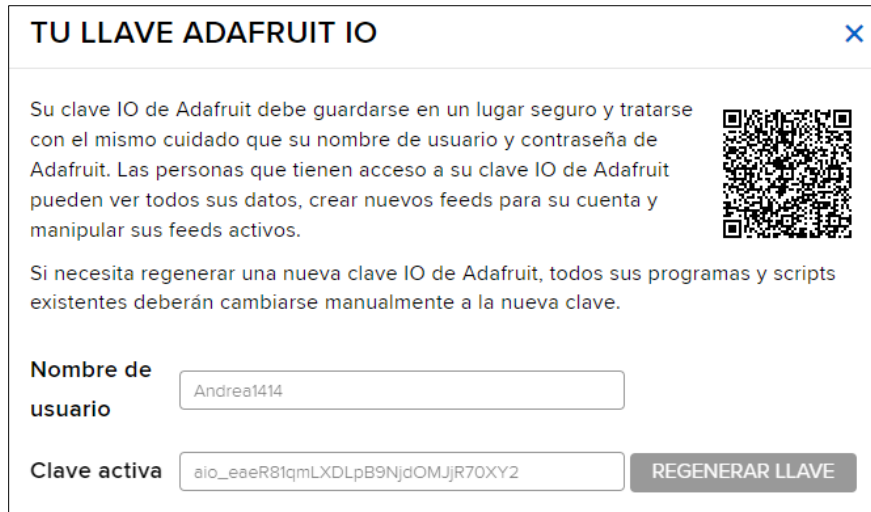 TU LLAVE ADAFRUIT IO
Su clave IO de Adafruit debe guardarse en un lugar seguro y tratarse
con el mismo cuidado que su nombre de usuario y contraseña de
Adafruit. Las personas que tienen acceso a su clave IO de Adafruit
pueden ver todos sus datos, crear nuevos feeds para su cuenta y
manipular sus feeds activos.
Si necesita regenerar una nueva clave IO de Adafruit, todos sus programas y scripts
existentes deberán cambiarse manualmente a la nueva clave.
Nombre de
usuario
Andrea1414
Clave activa
aio_eaeR81qmLXDLpB9NjdOMJjR70XY2
REGENERAR LLAVE